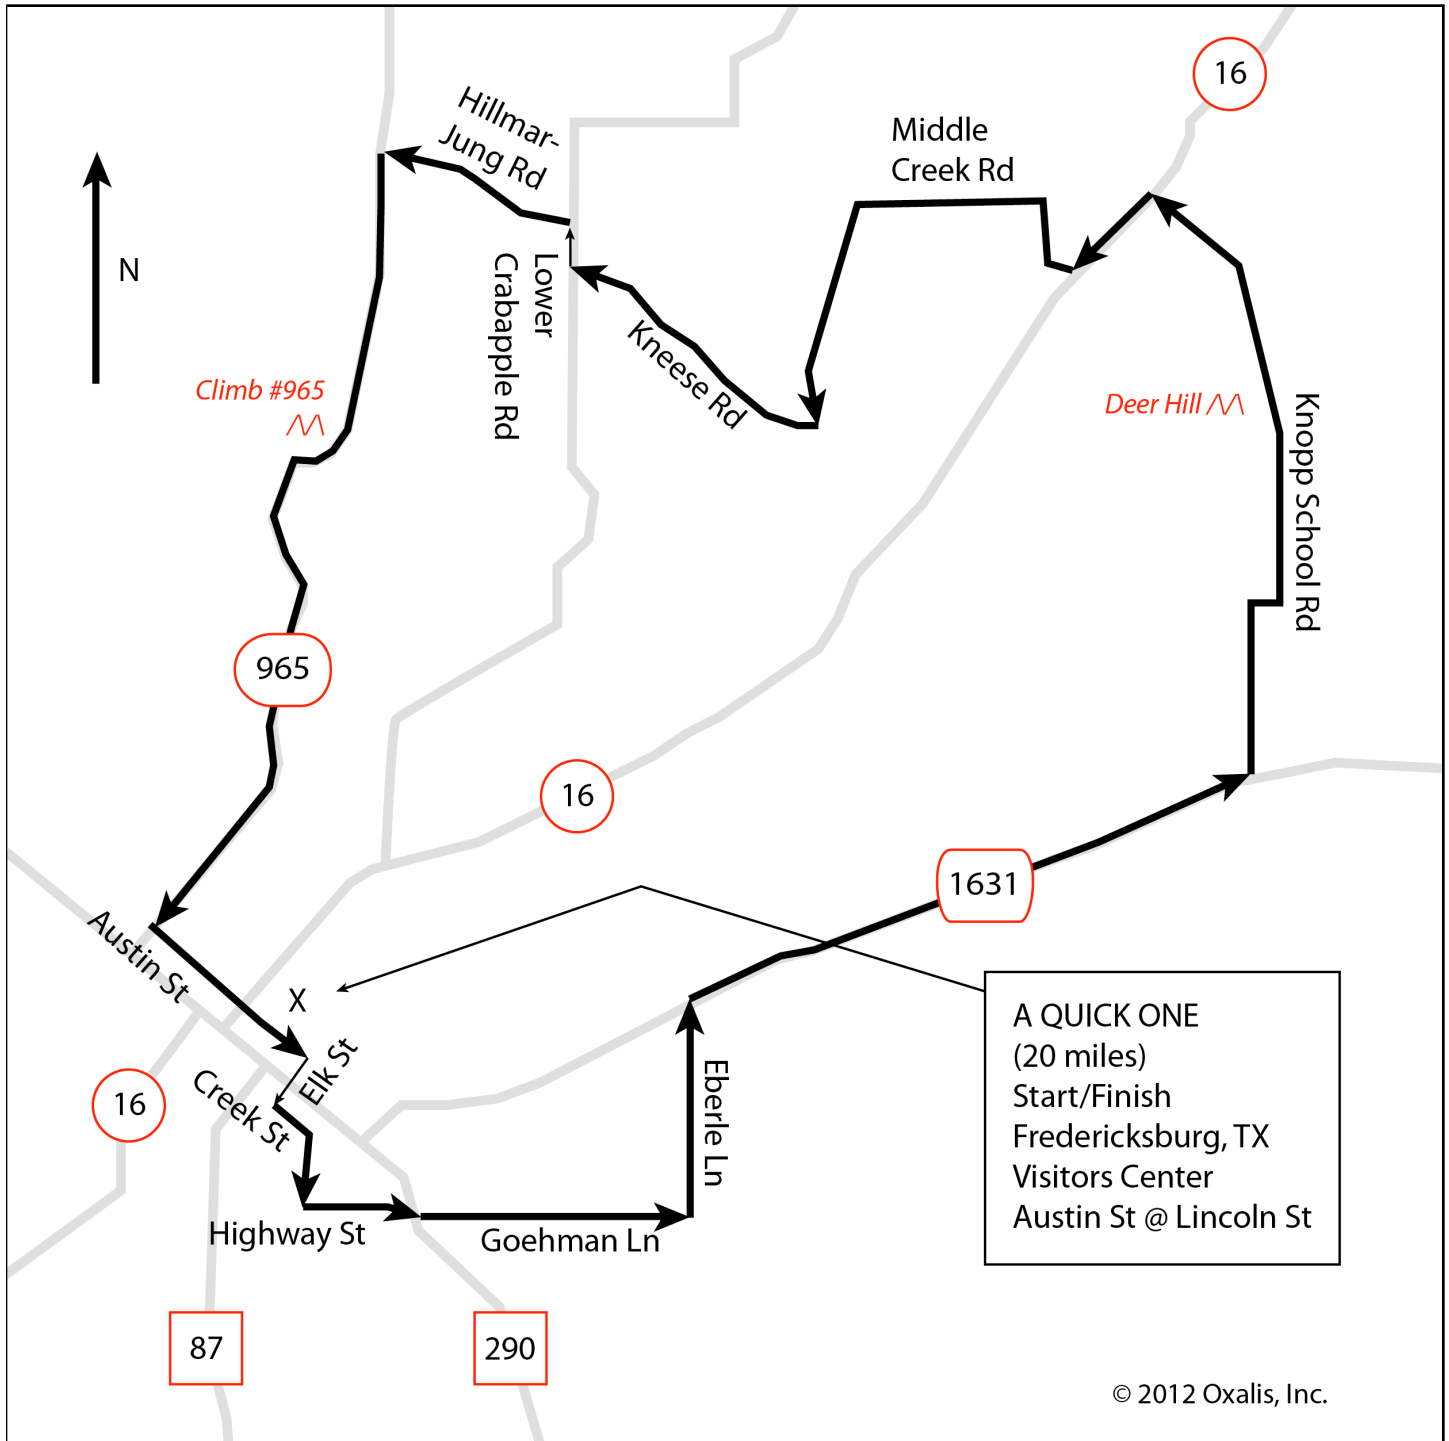 16
Hillmar-
Jung Rd
Middle
Creek Rd
N
Lower
Crabapple Rd
Kneese Rd
Climb #965
Deer Hill
Knopp School Rd
965
16
1631
Austin St
X
Elk St
16
Creek St
Eberle Ln
Highway St
Goehman Ln
A QUICK ONE
(20 miles)
Start/Finish
Fredericksburg, TX
Visitors Center
Austin St @ Lincoln St
87
290
© 2012 Oxalis, Inc.